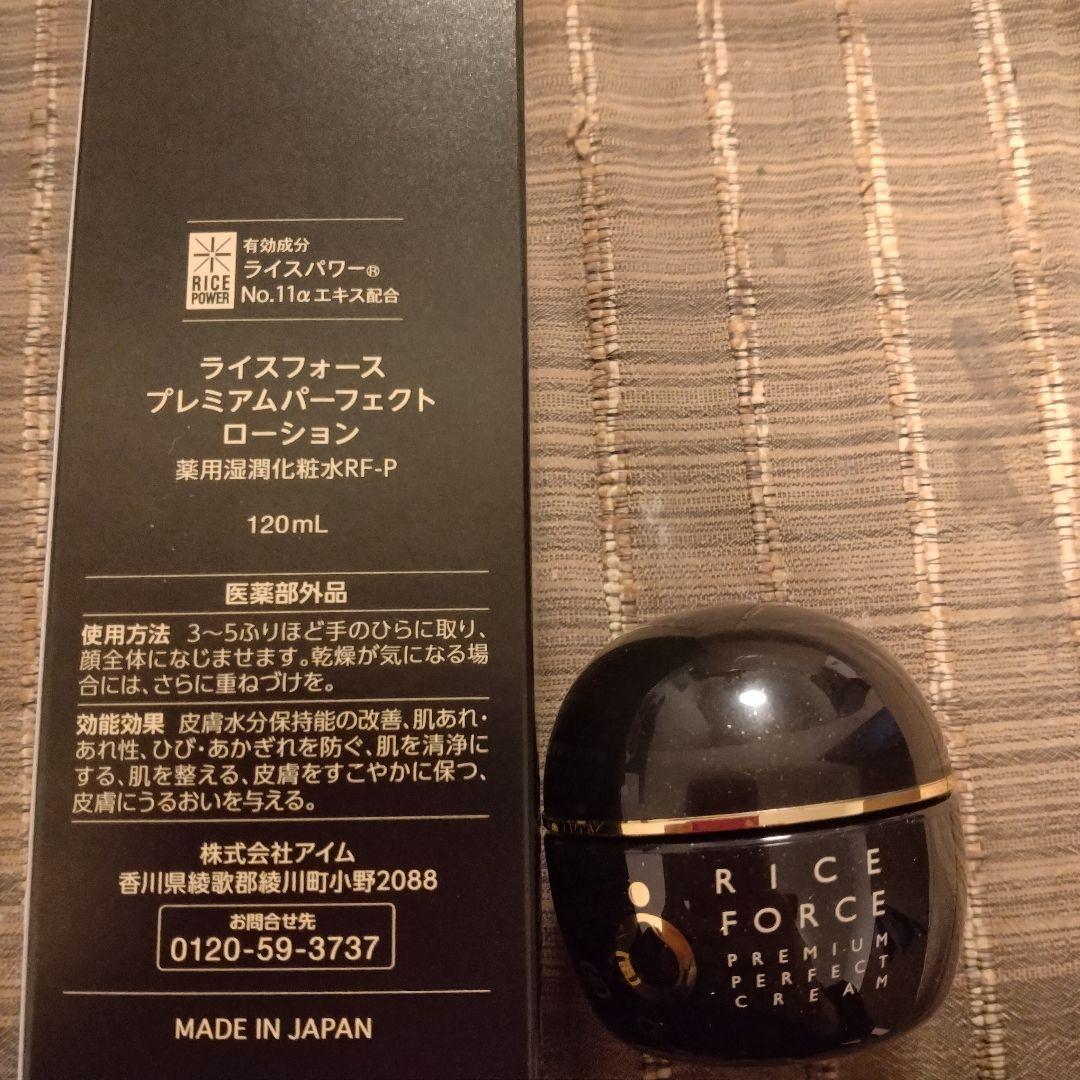 RICE
POWER
有効成分
ライスパワー®
No.11αエキス配合
ライスフォース
プレミアムパーフェクト
ローション
薬用湿潤化粧水RF-P
120mL
医薬部外品
使用方法 3〜5ふりほど手のひらに取り、
顔全体になじませます。乾燥が気になる場
合には、さらに重ねづけを。
効能効果 皮膚水分保持能の改善、肌あれ・
あれ性、ひび・あかぎれを防ぐ、肌を清浄に
する、肌を整える、皮膚をすこやかに保つ、
皮膚にうるおいを与える。
株式会社アイム
香川県綾歌郡綾川町小野2088
お問合せ先
0120-59-3737
MADE IN JAPAN
RICE
FORCE
PREMIUM
PERFECT
CREAM